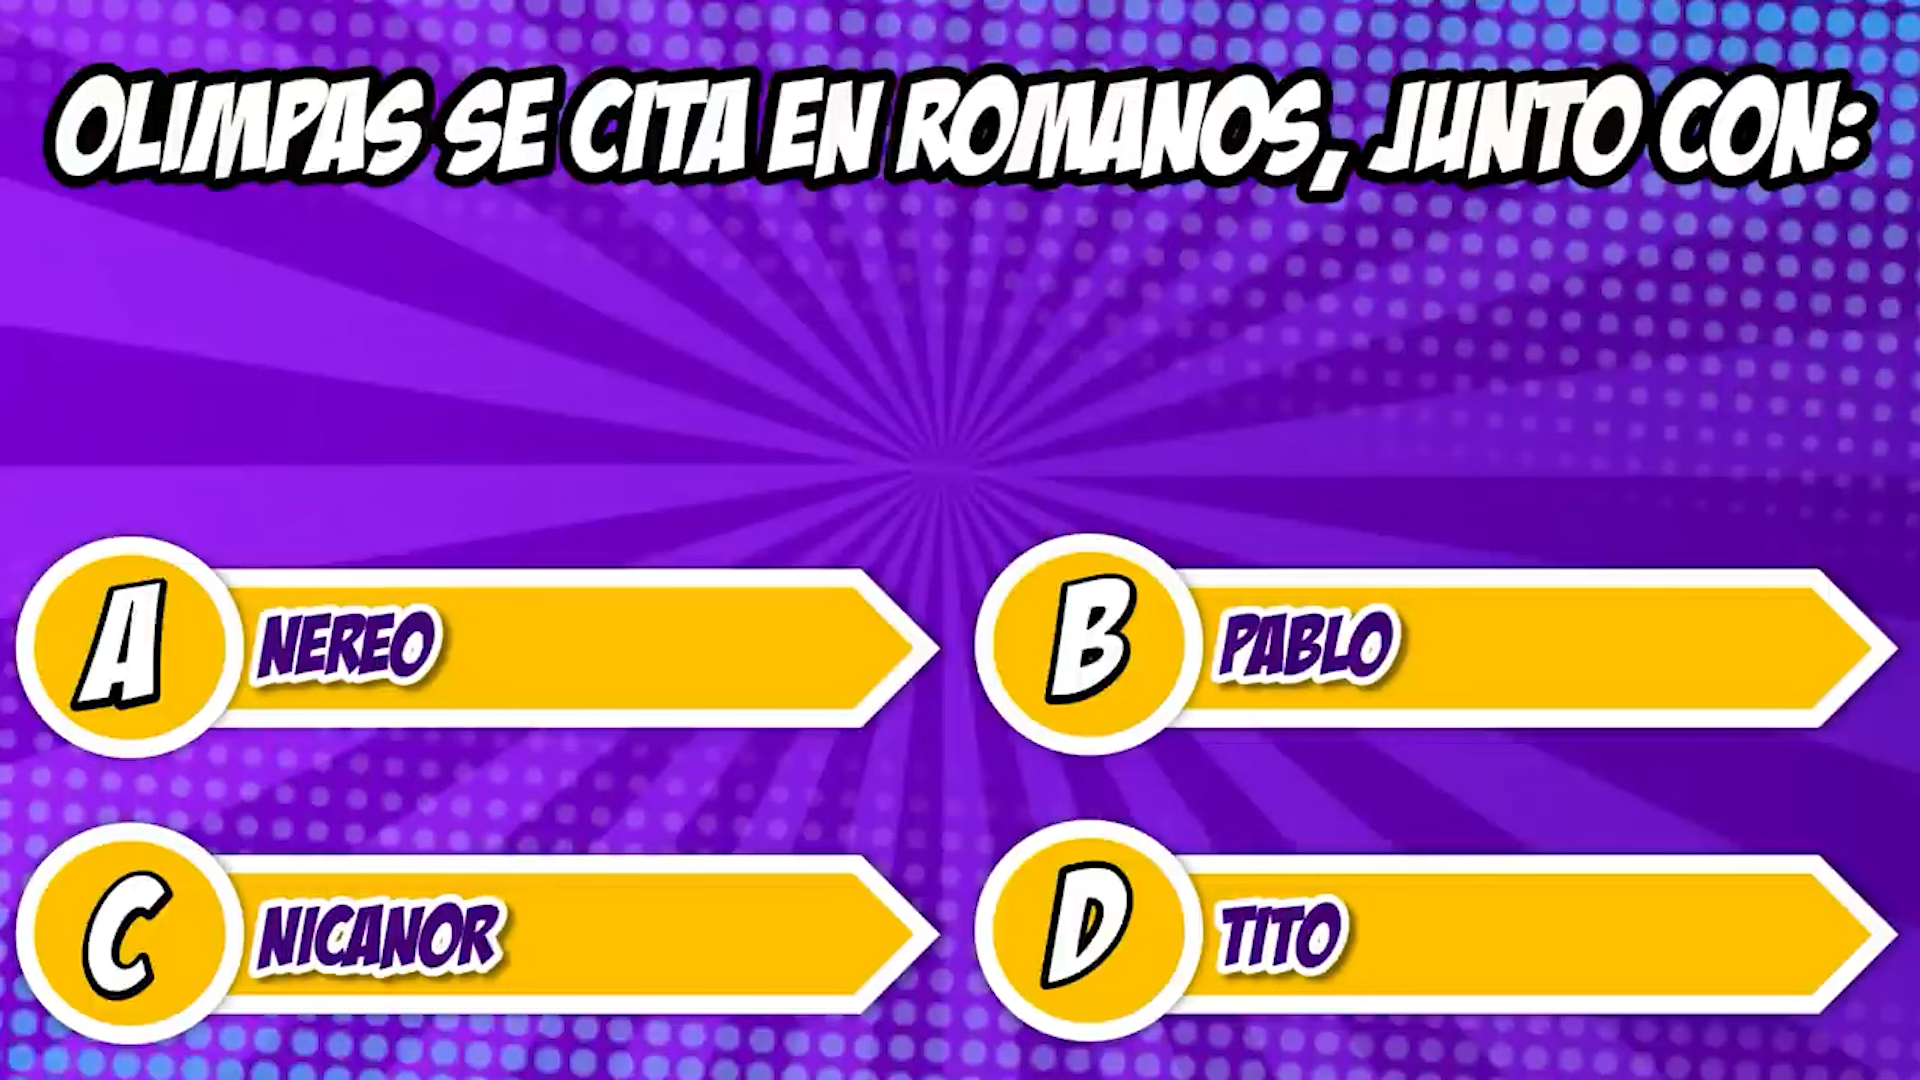 OLIMPAS SE CITA EN ROMANOS, JUNTO CON:
A NEREO
B PABLO
C NICANOR
D TITO